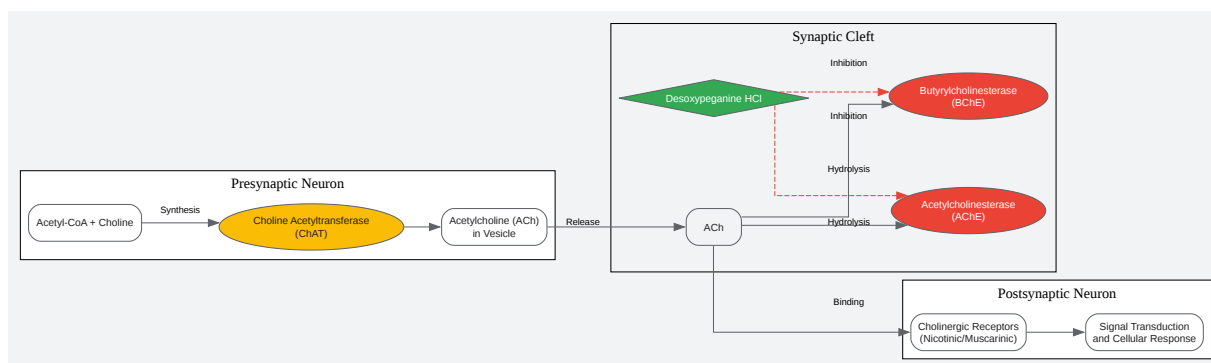 Synaptic Cleft
Inhibition
Desoxypeganine HCl
Butyrylcholinesterase
(BChE)
Inhibition
Presynaptic Neuron
Hydrolysis
Acetyl-CoA + Choline
Synthesis
Choline Acetyltransferase
(ChAT)
Acetylcholine (ACh)
in Vesicle
Release
ACh
Hydrolysis
Acetylcholinesterase
(AChE)
Postsynaptic Neuron
Binding
Cholinergic Receptors
(Nicotinic/Muscarinic)
Signal Transduction
and Cellular Response